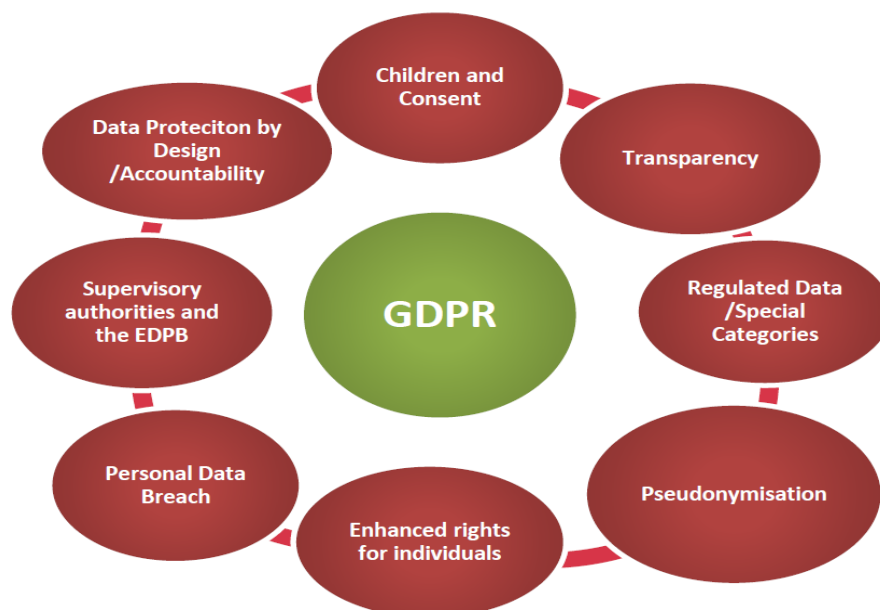 Children and
Consent
Transparency
Regulated Data
/Special
Categories
Pseudonymisation
Enhanced rights
for individuals
Personal Data
Breach
Supervisory
authorities and
the EDPB
Data Proteciton by
Design
/Accountability
GDPR